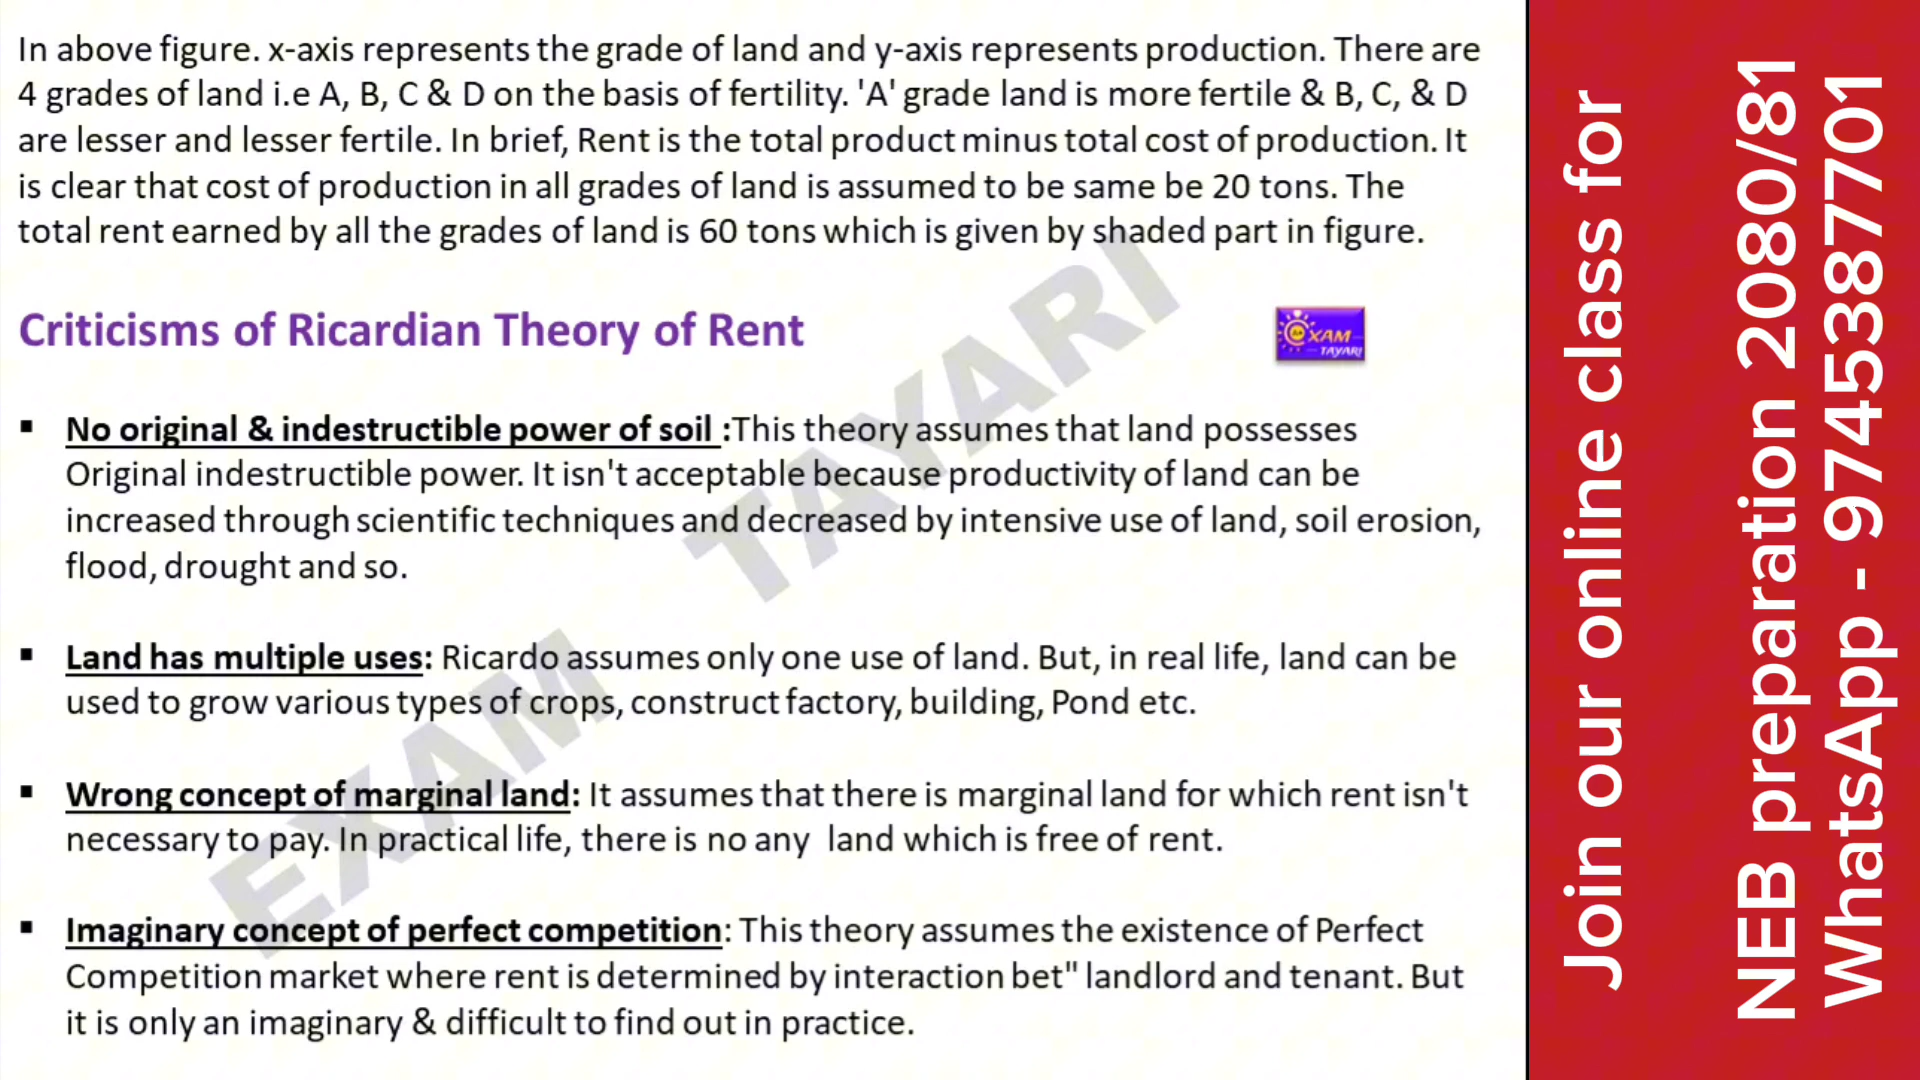 In above figure. x-axis represents the grade of land and y-axis represents production. There are
4 grades of land i.e A, B, C & D on the basis of fertility. 'A' grade land is more fertile & B, C, & D
are lesser and lesser fertile. In brief, Rent is the total product minus total cost of production. It
is clear that cost of production in all grades of land is assumed to be same be 20 tons. The
total rent earned by all the grades of land is 60 tons which is given by shaded part in figure.
Criticisms of Ricardian Theory of Rent
EXAM
TAYARI
▪ No original & indestructible power of soil :This theory assumes that land possesses
Original indestructible power. It isn't acceptable because productivity of land can be
increased through scientific techniques and decreased by intensive use of land, soil erosion,
flood, drought and so.
▪ Land has multiple uses: Ricardo assumes only one use of land. But, in real life, land can be
used to grow various types of crops, construct factory, building, Pond etc.
▪ Wrong concept of marginal land: It assumes that there is marginal land for which rent isn't
necessary to pay. In practical life, there is no any land which is free of rent.
▪ Imaginary concept of perfect competition: This theory assumes the existence of Perfect
Competition market where rent is determined by interaction bet" landlord and tenant. But
it is only an imaginary & difficult to find out in practice.
EXAM TAYARI
Join our online class for
NEB preparation 2080/81
WhatsApp - 9745387701